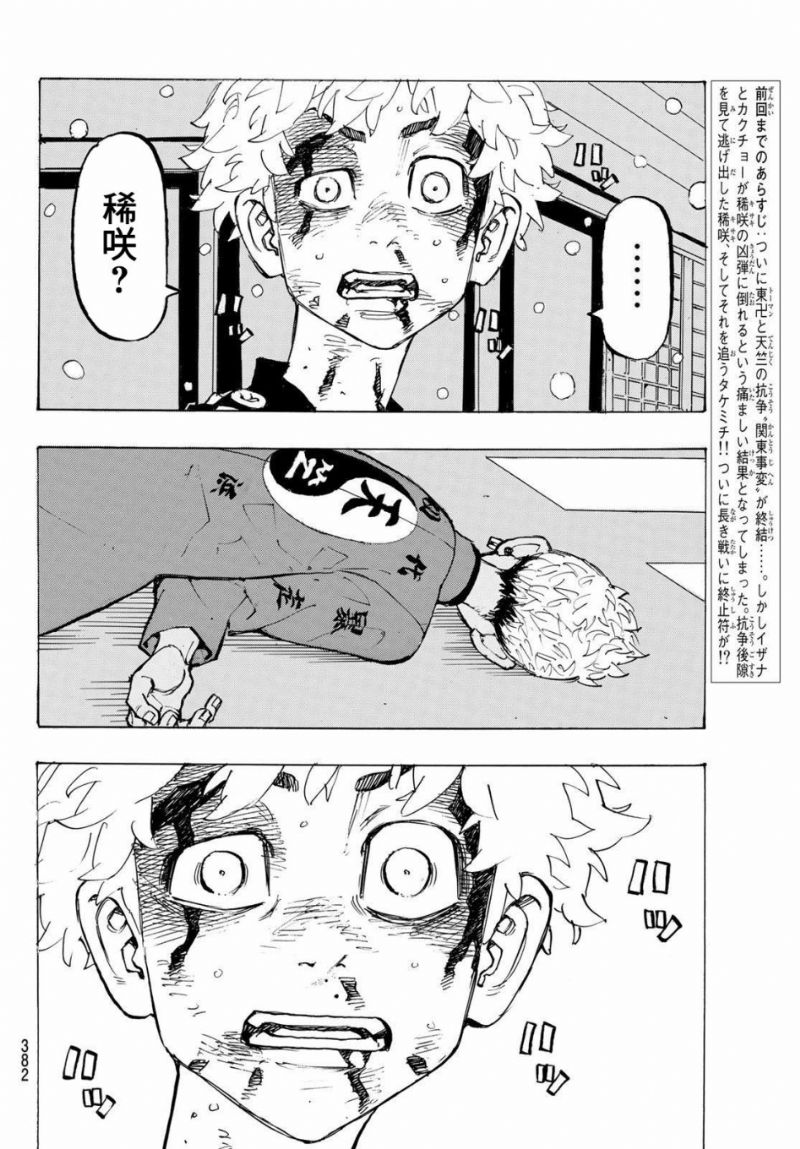 前回までのあらすじ：ついに東卍と天竺の抗争〝関東事変〟が終結……。しかしイザナ
とカクチョーが稀咲の凶弾に倒れるという痛ましい結果となってしまった。抗争後隙
を見て逃げ出した稀咲、そしてそれを追うタケミチ!! ついに長き戦いに終止符が!?
……
稀咲？
天
暴走
382